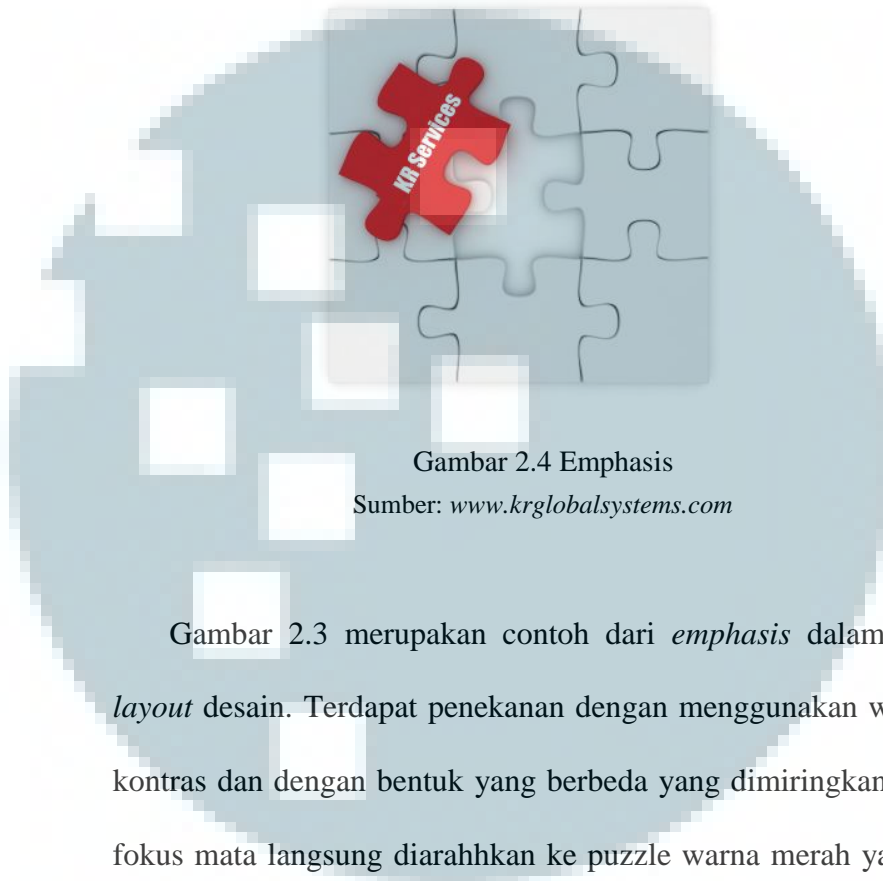 KR Services
Gambar 2.4 Emphasis
Sumber: www.krglobalsystems.com
Gambar 2.3 merupakan contoh dari emphasis dalam
layout desain. Terdapat penekanan dengan menggunakan
kontras dan dengan bentuk yang berbeda yang dimiringkan
fokus mata langsung diarahhkan ke puzzle warna merah